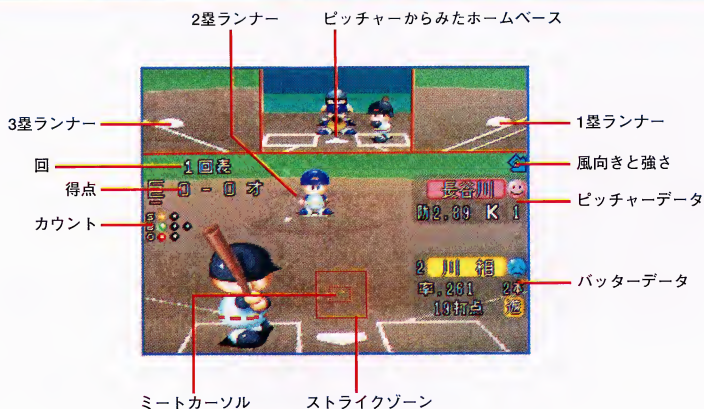 2塁ランナー
ピッチャーからみたホームベース
3塁ランナー
1塁ランナー
回
1回表
風向きと強さ
得点
巨 0 - 0 オ
長谷川
ピッチャーデータ
防2.89 K 1
カウント
S
B
O
2 川 相
バッターデータ
率.261 2本
19打点 遊
ミートカーソル
ストライクゾーン